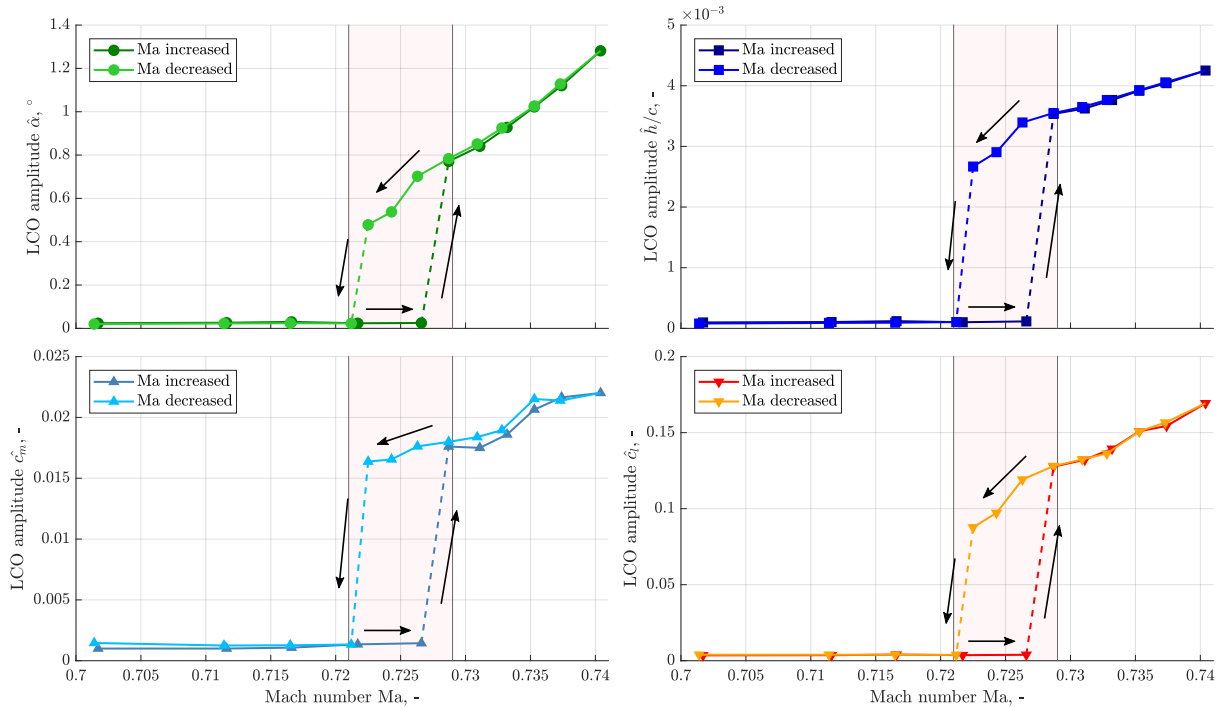 1.4
1.2
1
0.8
0.6
0.4
0.2
0
LCO amplitude α̂, °
Ma increased
Ma decreased
×10⁻³
5
4
3
2
1
0
LCO amplitude ĥ/c, -
Ma increased
Ma decreased
0.025
0.02
0.015
0.01
0.005
0
LCO amplitude ĉₘ, -
Ma increased
Ma decreased
0.7 0.705 0.71 0.715 0.72 0.725 0.73 0.735 0.74
Mach number Ma, -
0.2
0.15
0.1
0.05
0
LCO amplitude ĉₗ, -
Ma increased
Ma decreased
0.7 0.705 0.71 0.715 0.72 0.725 0.73 0.735 0.74
Mach number Ma, -